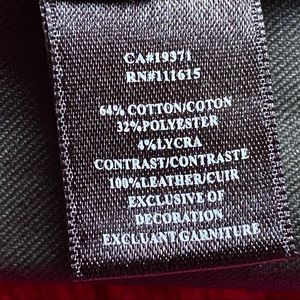 CA#19371
RN#111615
64% COTTON/COTON
32%POLYESTER
4%LYCRA
CONTRAST/CONTRASTE
100%LEATHER/CUIR
EXCLUSIVE OF
DECORATION
EXCLUANT GARNITURE